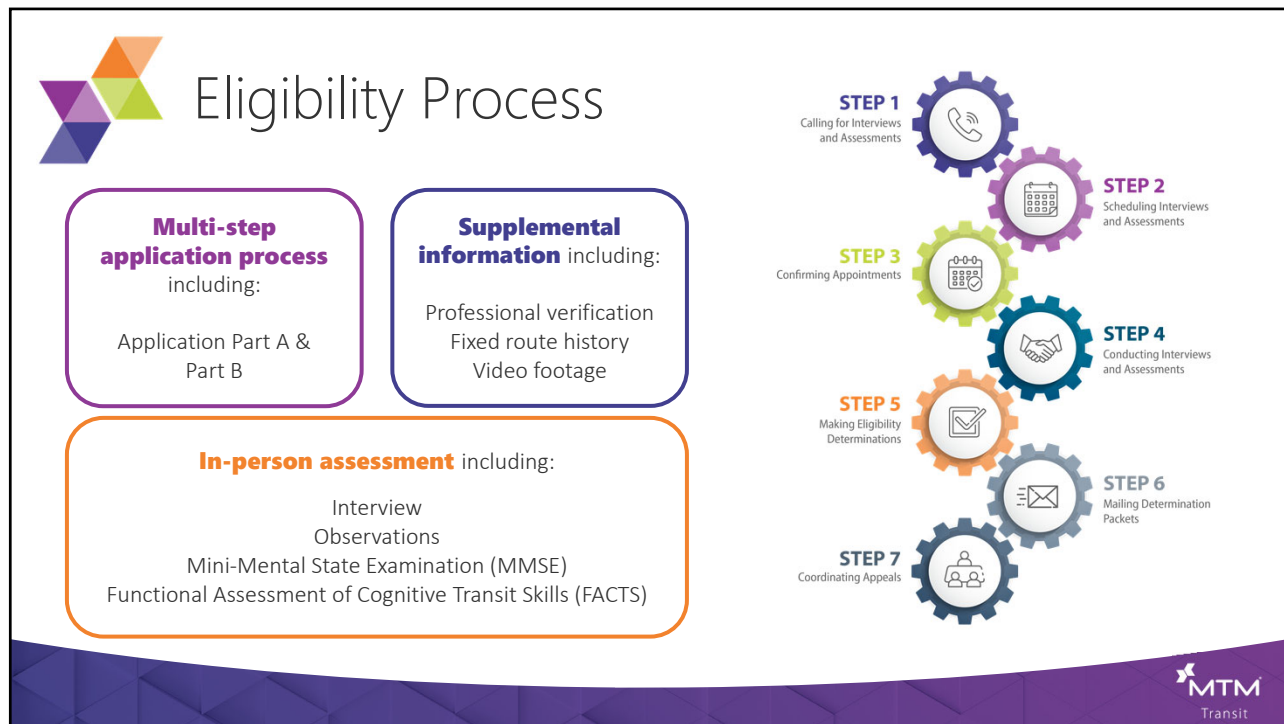 Eligibility Process
Multi-step
application process
including:
Application Part A &
Part B
Supplemental
information including:
Professional verification
Fixed route history
Video footage
In-person assessment including:
Interview
Observations
Mini-Mental State Examination (MMSE)
Functional Assessment of Cognitive Transit Skills (FACTS)
STEP 1
Calling for Interviews
and Assessments
STEP 2
Scheduling Interviews
and Assessments
STEP 3
Confirming Appointments
STEP 4
Conducting Interviews
and Assessments
STEP 5
Making Eligibility
Determinations
STEP 6
Mailing Determination
Packets
STEP 7
Coordinating Appeals
MTM
Transit